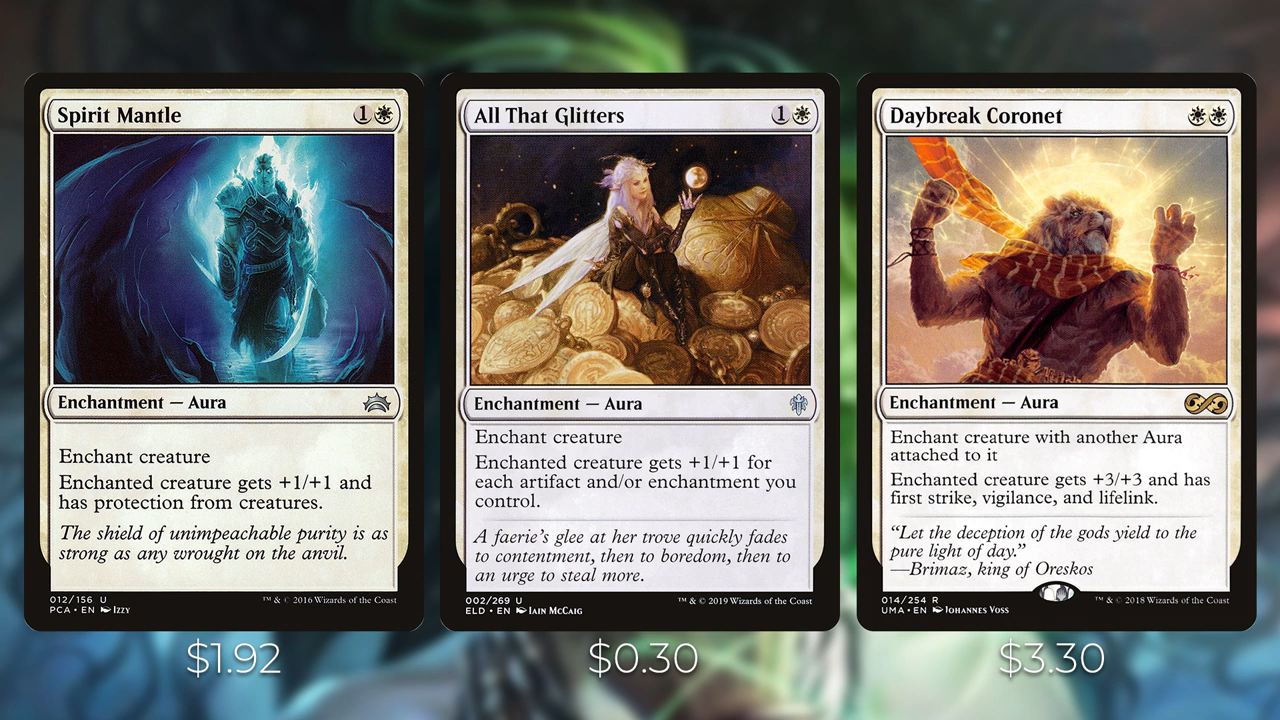 Spirit Mantle 1
Enchantment — Aura
Enchant creature
Enchanted creature gets +1/+1 and
has protection from creatures.
The shield of unimpeachable purity is as
strong as any wrought on the anvil.
012/156 U
PCA • EN Izzy
™ & © 2016 Wizards of the Coast
$1.92
All That Glitters 1
Enchantment — Aura
Enchant creature
Enchanted creature gets +1/+1 for
each artifact and/or enchantment you
control.
A faerie's glee at her trove quickly fades
to contentment, then to boredom, then to
an urge to steal more.
002/269 U
ELD • EN Iain McCaig
™ & © 2019 Wizards of the Coast
$0.30
Daybreak Coronet
Enchantment — Aura
Enchant creature with another Aura
attached to it
Enchanted creature gets +3/+3 and has
first strike, vigilance, and lifelink.
“Let the deception of the gods yield to the
pure light of day.”
—Brimaz, king of Oreskos
014/254 R
UMA • EN Johannes Voss
™ & © 2018 Wizards of the Coast
$3.30